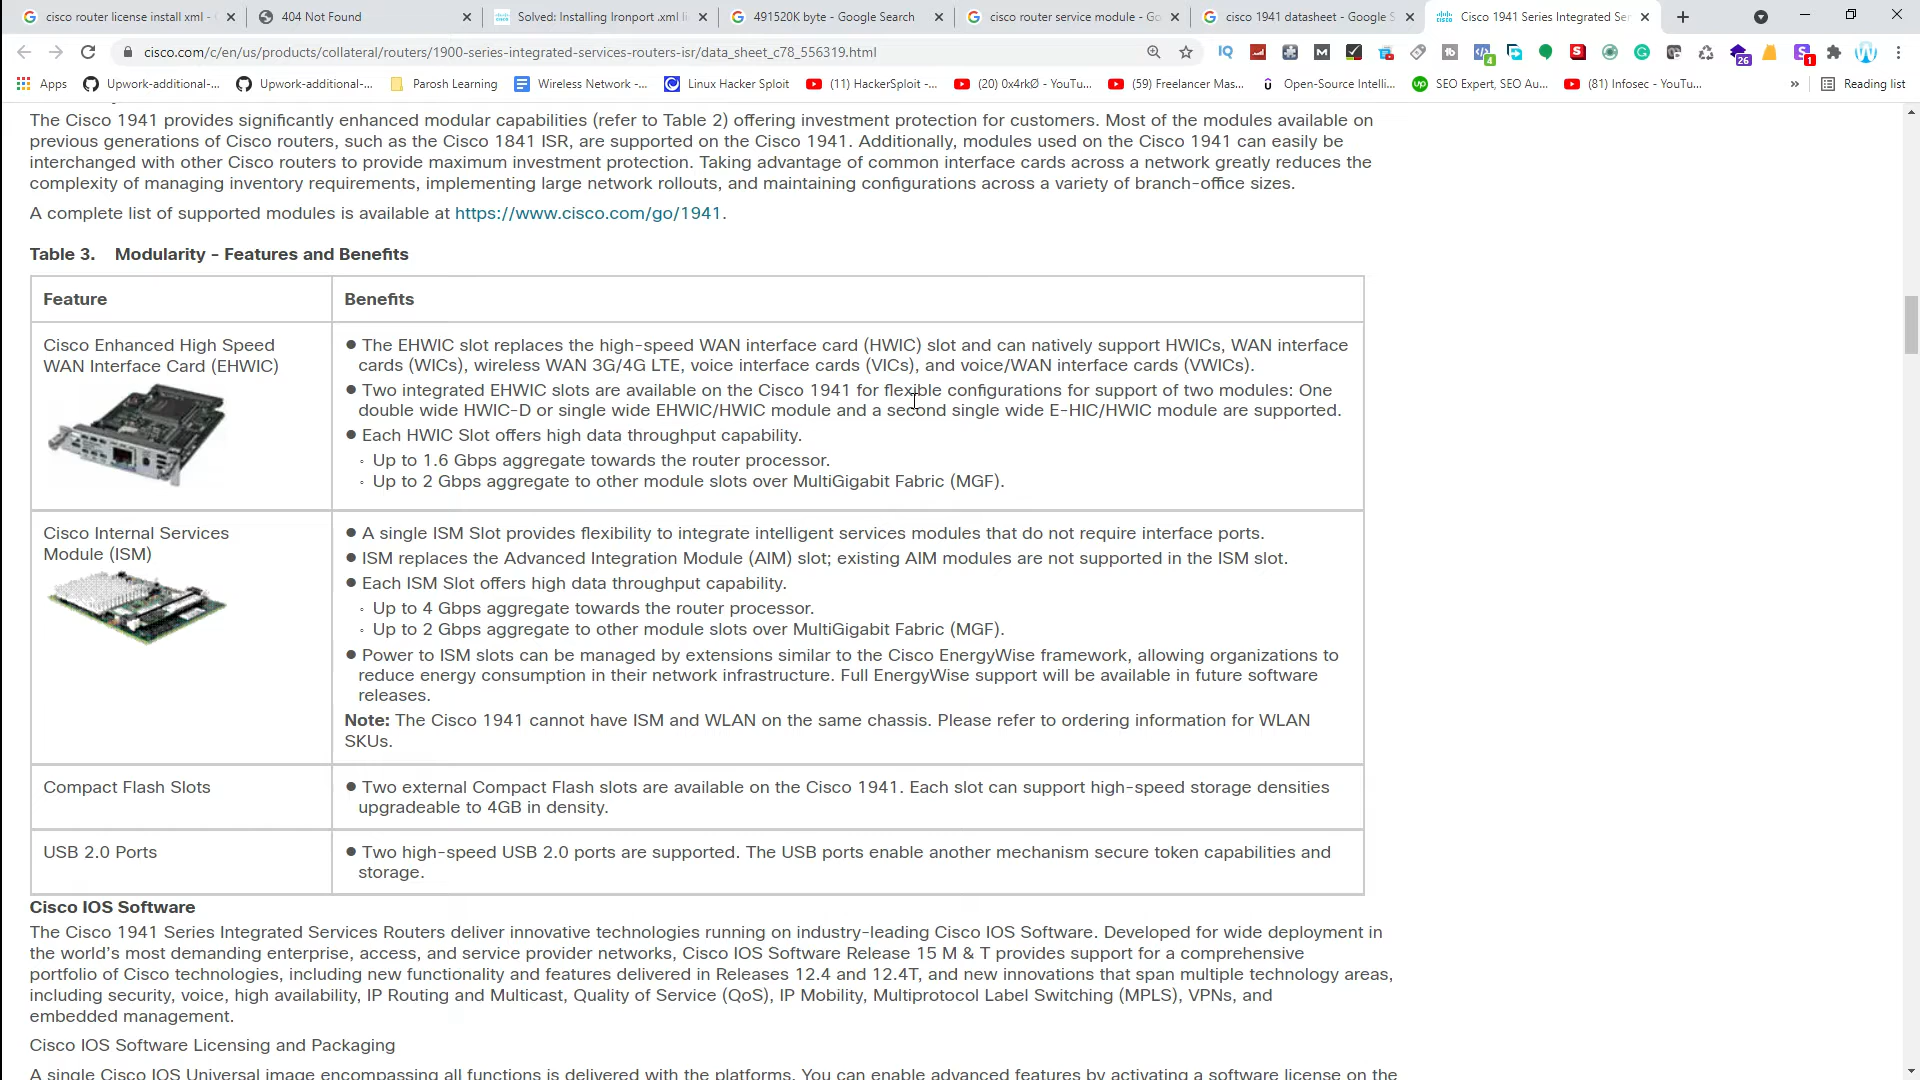 cisco router license install xml -
404 Not Found
Solved: Installing Ironport .xml li
491520K byte - Google Search
cisco router service module - Go
cisco 1941 datasheet - Google S
Cisco 1941 Series Integrated Ser
cisco.com/c/en/us/products/collateral/routers/1900-series-integrated-services-routers-isr/data_sheet_c78_556319.html
Apps
Upwork-additional-...
Upwork-additional-...
Parosh Learning
Wireless Network -...
Linux Hacker Sploit
(11) HackerSploit -...
(20) 0x4rkØ - YouTu...
(59) Freelancer Mas...
Open-Source Intelli...
SEO Expert, SEO Au...
(81) Infosec - YouTu...
»
Reading list
The Cisco 1941 provides significantly enhanced modular capabilities (refer to Table 2) offering investment protection for customers. Most of the modules available on
previous generations of Cisco routers, such as the Cisco 1841 ISR, are supported on the Cisco 1941. Additionally, modules used on the Cisco 1941 can easily be
interchanged with other Cisco routers to provide maximum investment protection. Taking advantage of common interface cards across a network greatly reduces the
complexity of managing inventory requirements, implementing large network rollouts, and maintaining configurations across a variety of branch-office sizes.
A complete list of supported modules is available at https://www.cisco.com/go/1941.
Table 3. Modularity - Features and Benefits
Feature
Benefits
Cisco Enhanced High Speed
WAN Interface Card (EHWIC)
● The EHWIC slot replaces the high-speed WAN interface card (HWIC) slot and can natively support HWICs, WAN interface
cards (WICs), wireless WAN 3G/4G LTE, voice interface cards (VICs), and voice/WAN interface cards (VWICs).
● Two integrated EHWIC slots are available on the Cisco 1941 for flexible configurations for support of two modules: One
double wide HWIC-D or single wide EHWIC/HWIC module and a second single wide E-HIC/HWIC module are supported.
● Each HWIC Slot offers high data throughput capability.
◦ Up to 1.6 Gbps aggregate towards the router processor.
◦ Up to 2 Gbps aggregate to other module slots over MultiGigabit Fabric (MGF).
Cisco Internal Services
Module (ISM)
● A single ISM Slot provides flexibility to integrate intelligent services modules that do not require interface ports.
● ISM replaces the Advanced Integration Module (AIM) slot; existing AIM modules are not supported in the ISM slot.
● Each ISM Slot offers high data throughput capability.
◦ Up to 4 Gbps aggregate towards the router processor.
◦ Up to 2 Gbps aggregate to other module slots over MultiGigabit Fabric (MGF).
● Power to ISM slots can be managed by extensions similar to the Cisco EnergyWise framework, allowing organizations to
reduce energy consumption in their network infrastructure. Full EnergyWise support will be available in future software
releases.
Note: The Cisco 1941 cannot have ISM and WLAN on the same chassis. Please refer to ordering information for WLAN
SKUs.
Compact Flash Slots
● Two external Compact Flash slots are available on the Cisco 1941. Each slot can support high-speed storage densities
upgradeable to 4GB in density.
USB 2.0 Ports
● Two high-speed USB 2.0 ports are supported. The USB ports enable another mechanism secure token capabilities and
storage.
Cisco IOS Software
The Cisco 1941 Series Integrated Services Routers deliver innovative technologies running on industry-leading Cisco IOS Software. Developed for wide deployment in
the world's most demanding enterprise, access, and service provider networks, Cisco IOS Software Release 15 M & T provides support for a comprehensive
portfolio of Cisco technologies, including new functionality and features delivered in Releases 12.4 and 12.4T, and new innovations that span multiple technology areas,
including security, voice, high availability, IP Routing and Multicast, Quality of Service (QoS), IP Mobility, Multiprotocol Label Switching (MPLS), VPNs, and
embedded management.
Cisco IOS Software Licensing and Packaging
A single Cisco IOS Universal image encompassing all functions is delivered with the platforms. You can enable advanced features by activating a software license on the